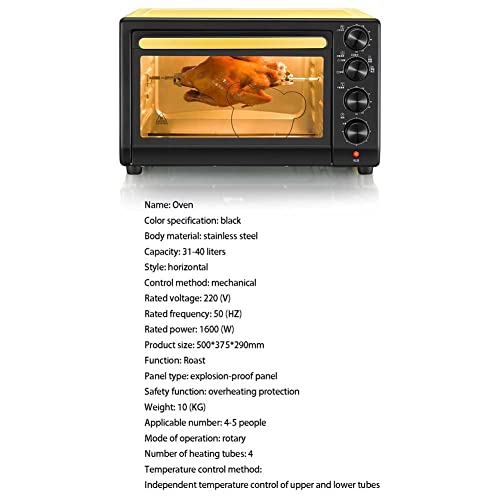 Name: Oven
Color specification: black
Body material: stainless steel
Capacity: 31-40 liters
Style: horizontal
Control method: mechanical
Rated voltage: 220 (V)
Rated frequency: 50 (HZ)
Rated power: 1600 (W)
Product size: 500*375*290mm
Function: Roast
Panel type: explosion-proof panel
Safety function: overheating protection
Weight: 10 (KG)
Applicable number: 4-5 people
Mode of operation: rotary
Number of heating tubes: 4
Temperature control method:
Independent temperature control of upper and lower tubes